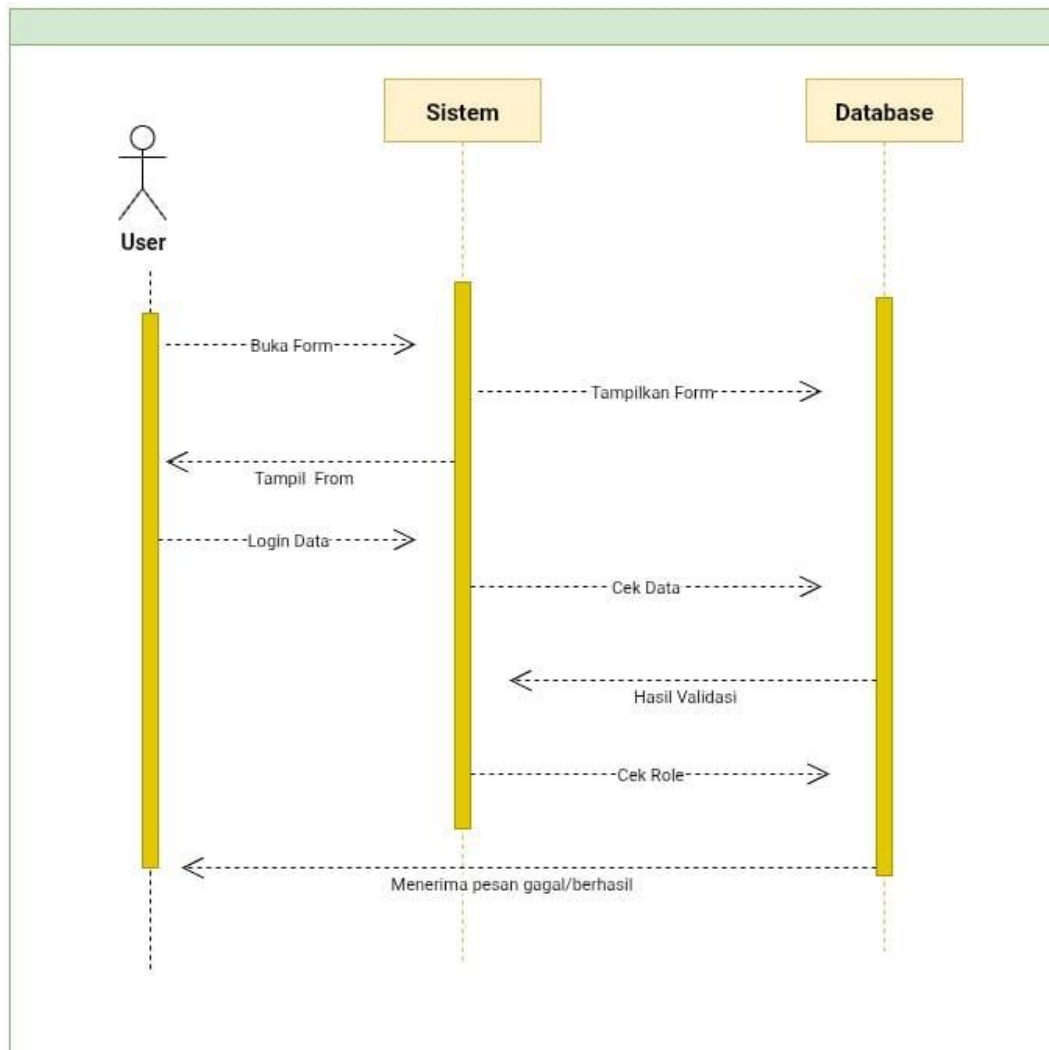 Sistem
Database
User
Buka Form
Tampilkan Form
Tampil From
Login Data
Cek Data
Hasil Validasi
Cek Role
Menerima pesan gagal/berhasil